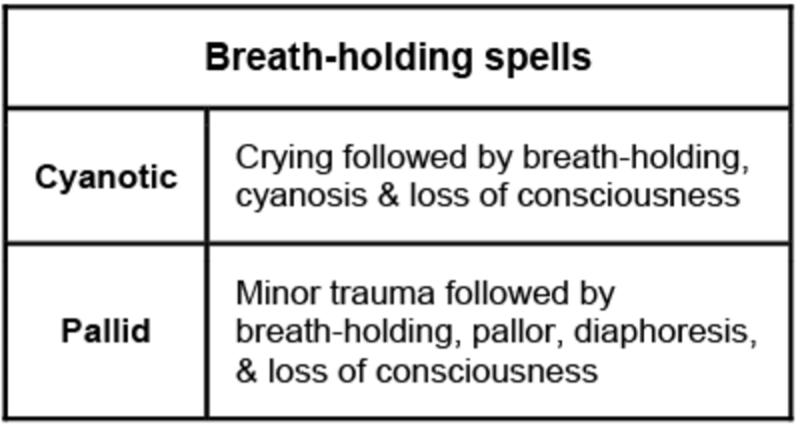 Breath-holding spells
Cyanotic
Crying followed by breath-holding,
cyanosis & loss of consciousness
Pallid
Minor trauma followed by
breath-holding, pallor, diaphoresis,
& loss of consciousness